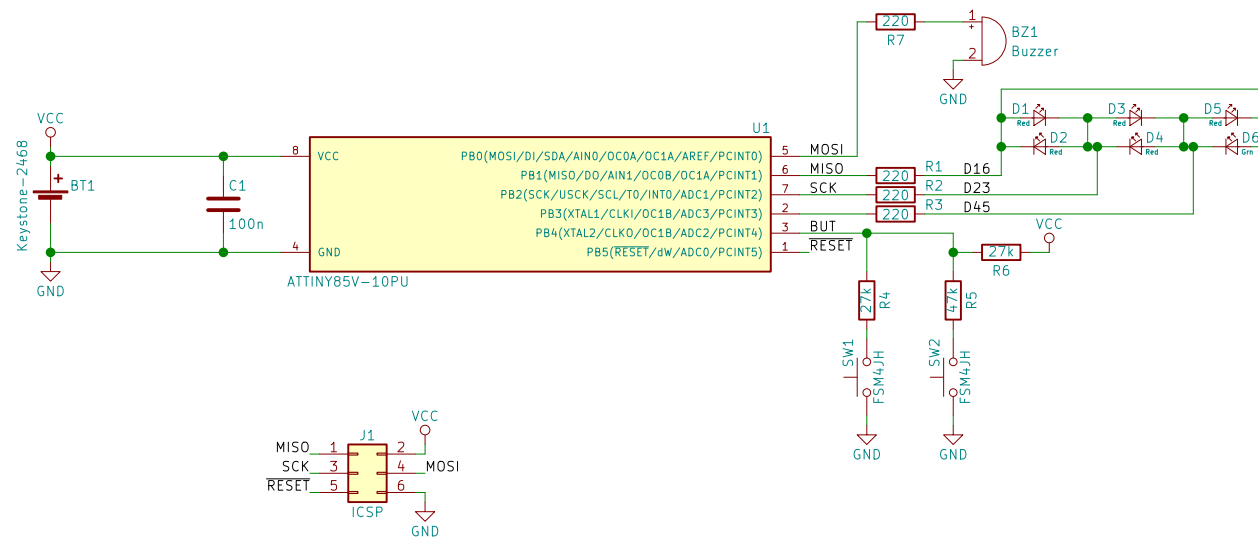 1
220
R7
+
BZ1
Buzzer
2
GND
D1
Red
D3
Red
D5
D2
Red
D4
Red
D6
Grn
VCC
Keystone-2468
+
BT1
C1
100n
GND
U1
8
VCC
4
GND
PB0(MOSI/DI/SDA/AIN0/OC0A/OC1A/AREF/PCINT0)
5
MOSI
PB1(MISO/DO/AIN1/OC0B/OC1A/PCINT1)
6
MISO
220
R1
D16
PB2(SCK/USCK/SCL/T0/INT0/ADC1/PCINT2)
7
SCK
220
R2
D23
PB3(XTAL1/CLKI/OC1B/ADC3/PCINT3)
2
220
R3
D45
PB4(XTAL2/CLKO/OC1B/ADC2/PCINT4)
3
BUT
PB5(RESET/dW/ADC0/PCINT5)
1
RESET
ATTINY85V-10PU
VCC
27k
R6
27k
R4
47k
R5
SW1
FSM4JH
SW2
FSM4JH
GND
GND
VCC
J1
MISO
1
2
SCK
3
4
MOSI
RESET
5
6
ICSP
GND